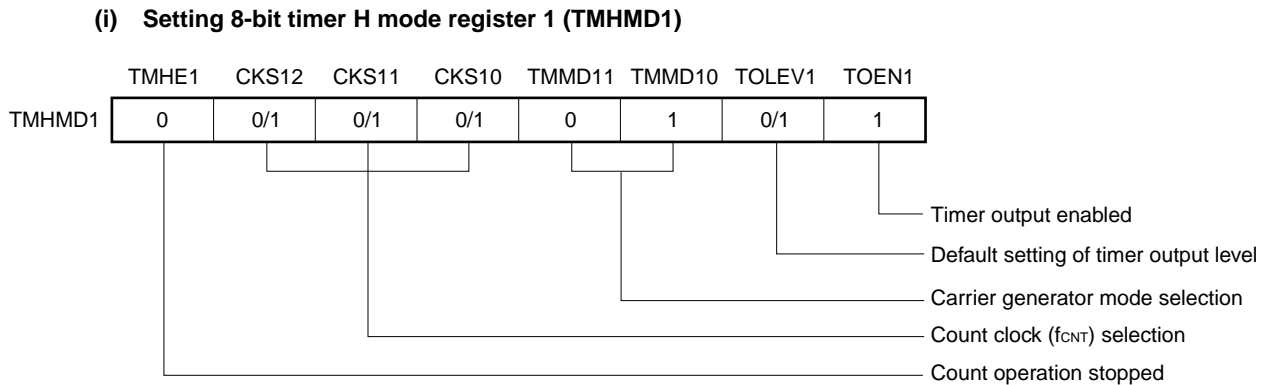 (i) Setting 8-bit timer H mode register 1 (TMHMD1)
TMHE1 CKS12 CKS11 CKS10 TMMD11 TMMD10 TOLEV1 TOEN1
TMHMD1 0 0/1 0/1 0/1 0 1 0/1 1
Timer output enabled
Default setting of timer output level
Carrier generator mode selection
Count clock (fCNT) selection
Count operation stopped